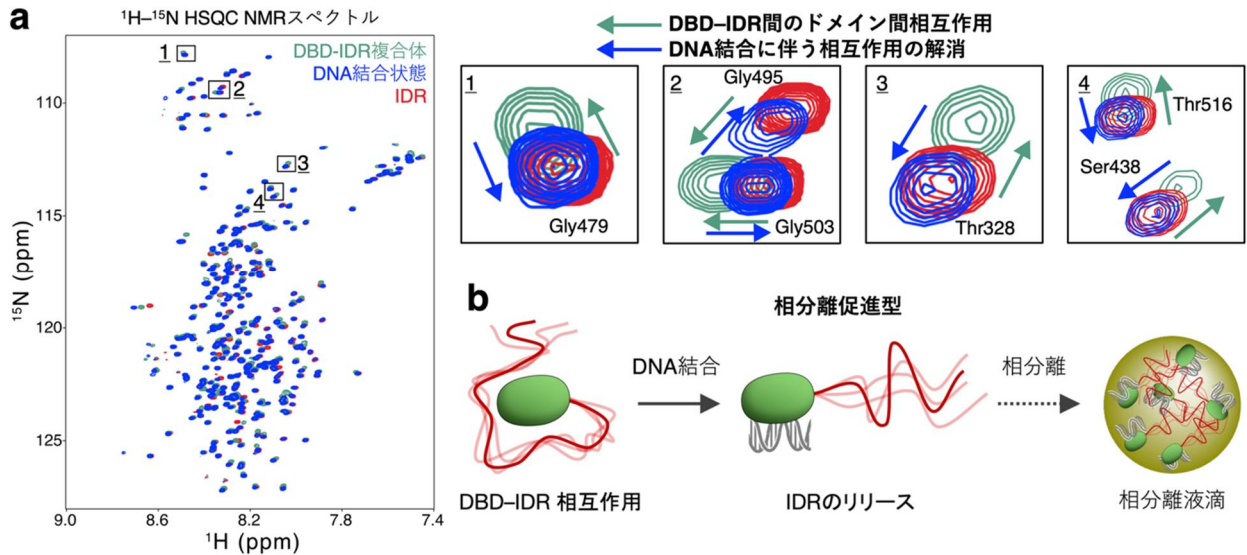 a
¹H–¹⁵N HSQC NMRスペクトル
DBD-IDR複合体
DNA結合状態
IDR
1
2
3
4
110
115
120
125
¹⁵N (ppm)
9.0 8.6 8.2 7.8 7.4
¹H (ppm)
DBD–IDR間のドメイン間相互作用
DNA結合に伴う相互作用の解消
1
Gly479
2
Gly495
Gly503
3
Thr328
4
Thr516
Ser438
b
相分離促進型
DNA結合
相分離
DBD–IDR 相互作用
IDRのリリース
相分離液滴